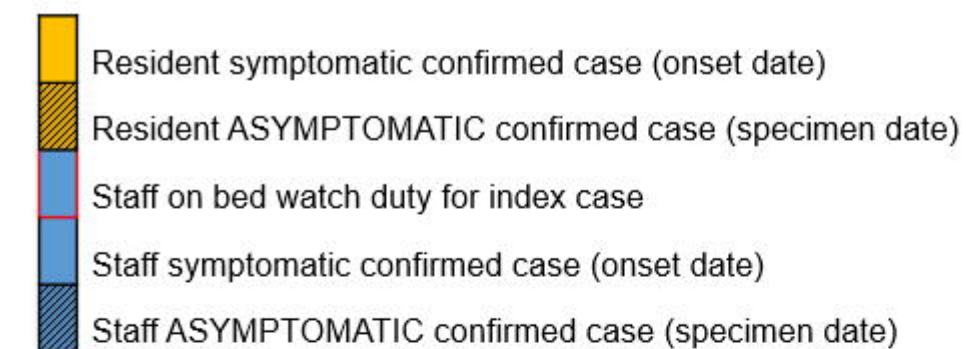 Resident symptomatic confirmed case (onset date)
Resident ASYMPTOMATIC confirmed case (specimen date)
Staff on bed watch duty for index case
Staff symptomatic confirmed case (onset date)
Staff ASYMPTOMATIC confirmed case (specimen date)